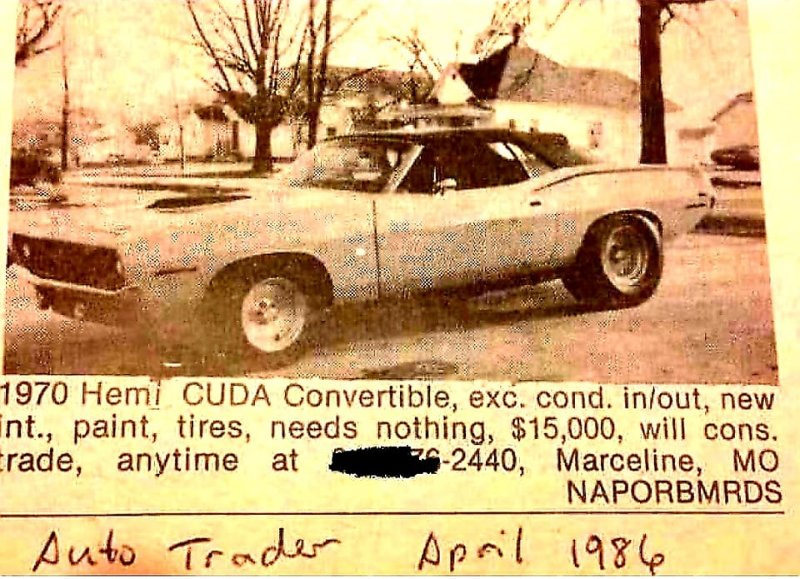 1970 Hemi CUDA Convertible, exc. cond. in/out, new
int., paint, tires, needs nothing, $15,000, will cons.
trade, anytime at 76-2440, Marceline, MO
NAPORBMRDS
Auto Trader April 1986